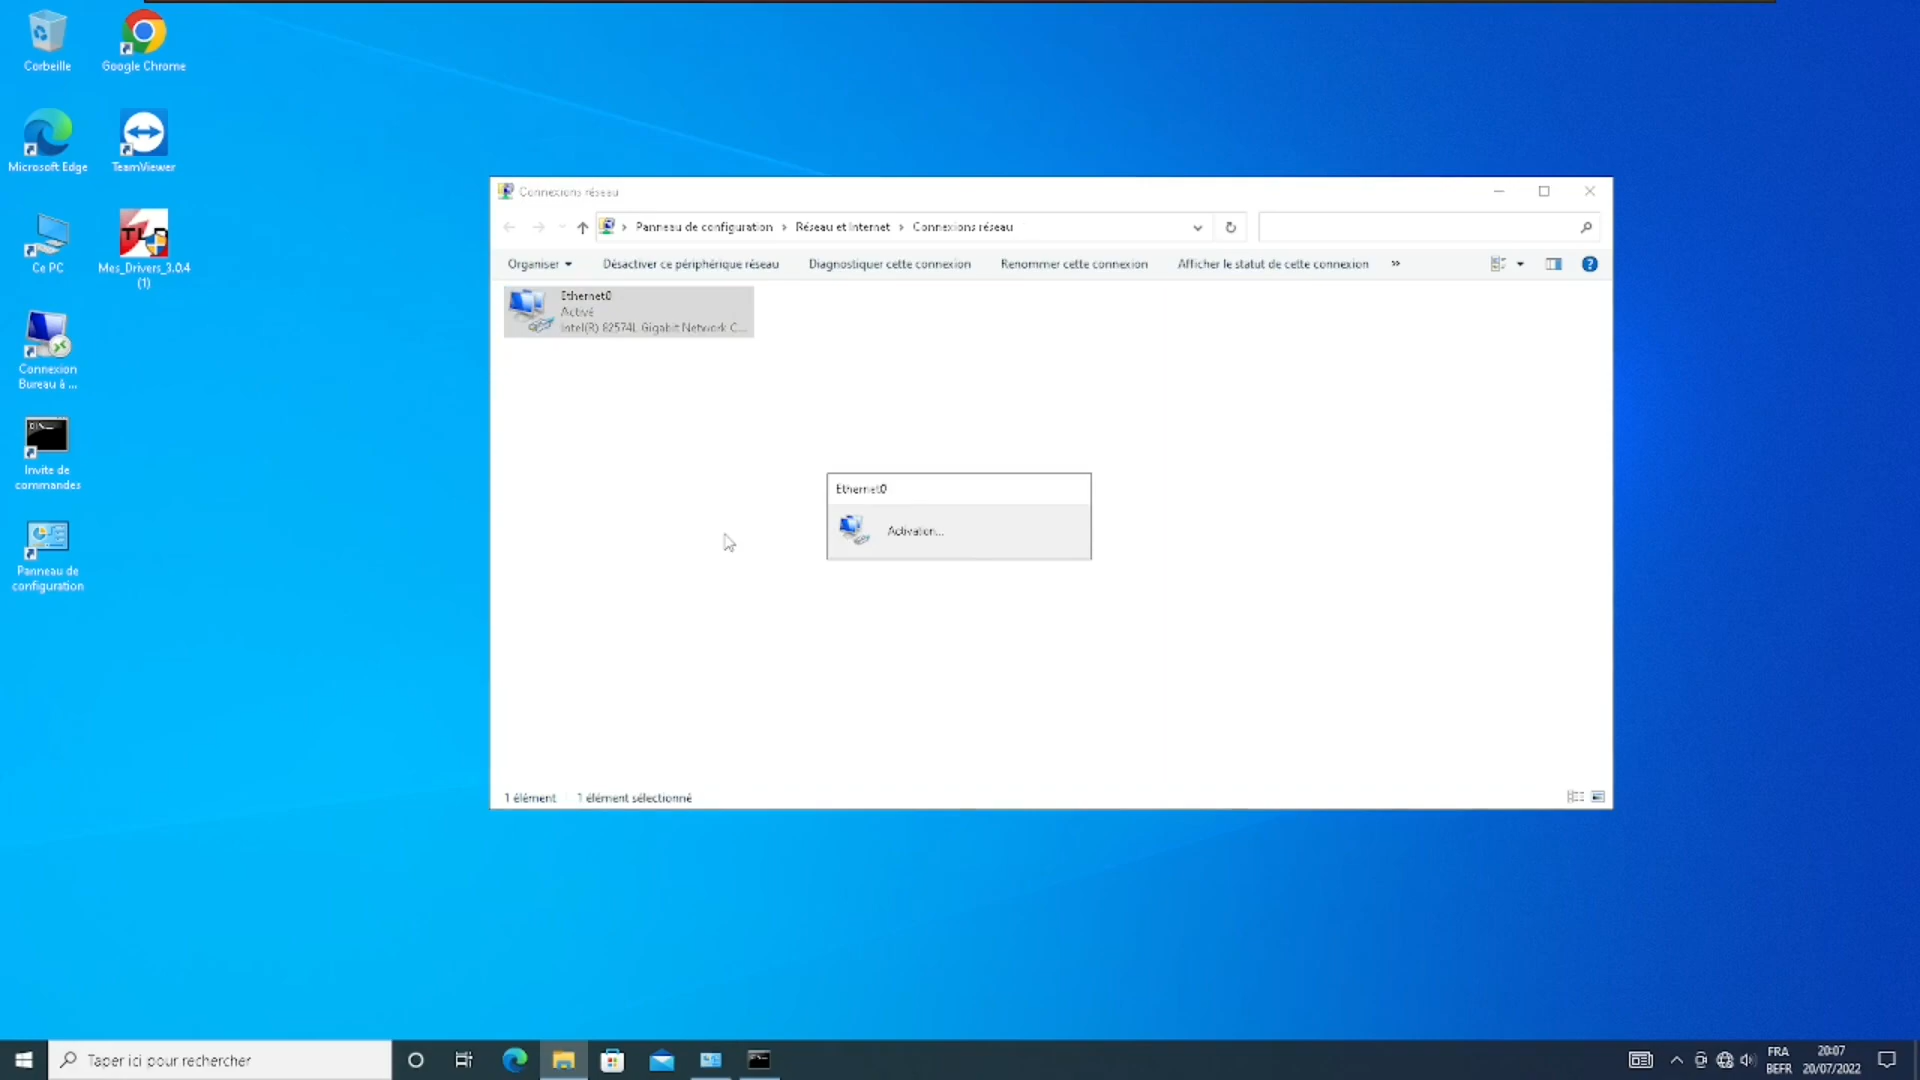 Corbeille
Google Chrome
Microsoft Edge
TeamViewer
Ce PC
Mes_Drivers_3.0.4
(1)
Connexion
Bureau à ...
Invite de
commandes
Panneau de
configuration
Connexions réseau
Panneau de configuration > Réseau et Internet > Connexions réseau
Organiser
Désactiver ce périphérique réseau
Diagnostiquer cette connexion
Renommer cette connexion
Afficher le statut de cette connexion
»
Ethernet0
Activé
Intel(R) 82574L Gigabit Network C...
Ethernet0
Activation...
1 élément
1 élément sélectionné
Taper ici pour rechercher
FRA
BEFR
20:07
20/07/2022